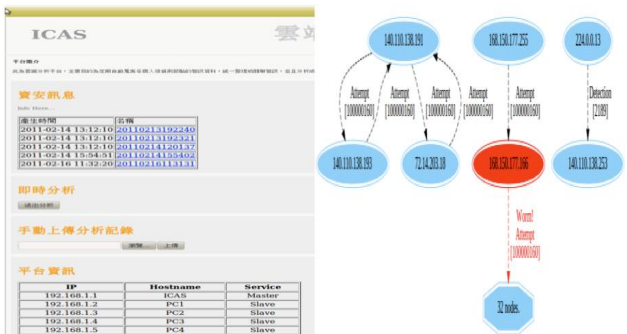 ICAS
雲端
平台簡介
資安訊息
Info Here...
產生時間 名稱
2011-02-14 13:12:10 20110213192240
2011-02-14 13:12:10 20110213192321
2011-02-14 13:12:10 20110214120137
2011-02-14 15:54:51 20110214155402
2011-02-16 11:32:20 20110216113131
即時分析
送出分析
手動上傳分析記錄
瀏覽... 上傳
平台資訊
IP Hostname Service
192.168.1.1 ICAS Master
192.168.1.2 PC1 Slave
192.168.1.3 PC2 Slave
192.168.1.4 PC3 Slave
192.168.1.5 PC4 Slave
140.110.138.191
168.150.177.255
224.0.0.13
Attempt Attempt Attempt Attempt Attempt Detection
[100000160] [100000160] [100000160] [100000160] [100000160] [2189]
140.110.138.193
72.14.203.18
168.150.177.166
140.110.138.253
Worm!
Attempt
[100000160]
32 nodes.